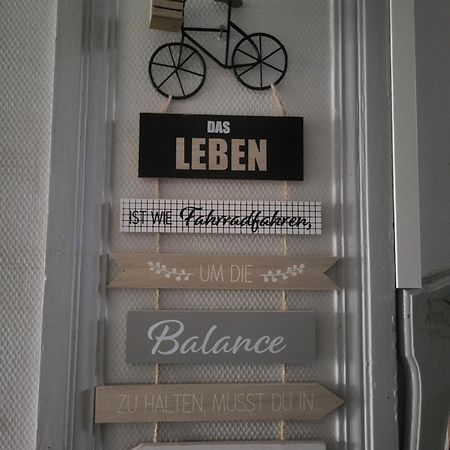 DAS
LEBEN
IST WIE Fahrradfahren,
UM DIE
Balance
ZU HALTEN, MUSST DU IN